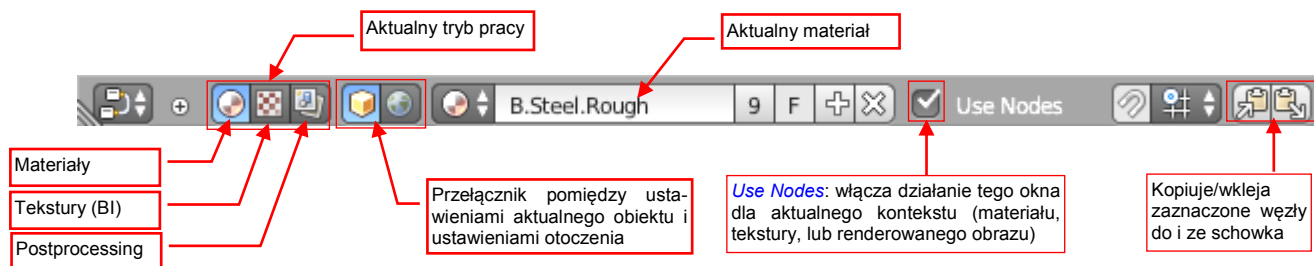 Aktualny tryb pracy
Aktualny materiał
B.Steel.Rough
9
F
Use Nodes
Materiały
Tekstury (BI)
Postprocessing
Przełącznik pomiędzy usta-
wieniami aktualnego obiektu i
ustawieniami otoczenia
Use Nodes: włącza działanie tego okna
dla aktualnego kontekstu (materiału,
tekstury, lub renderowanego obrazu)
Kopiuje/wkleja
zaznaczone węzły
do i ze schowka